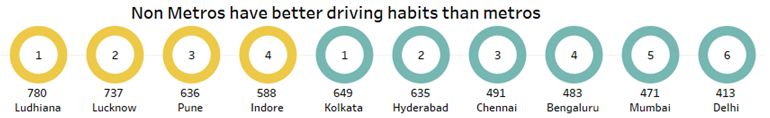 Non Metros have better driving habits than metros
1 2 3 4 1 2 3 4 5 6
780 737 636 588 649 635 491 483 471 413
Ludhiana Lucknow Pune Indore Kolkata Hyderabad Chennai Bengaluru Mumbai Delhi